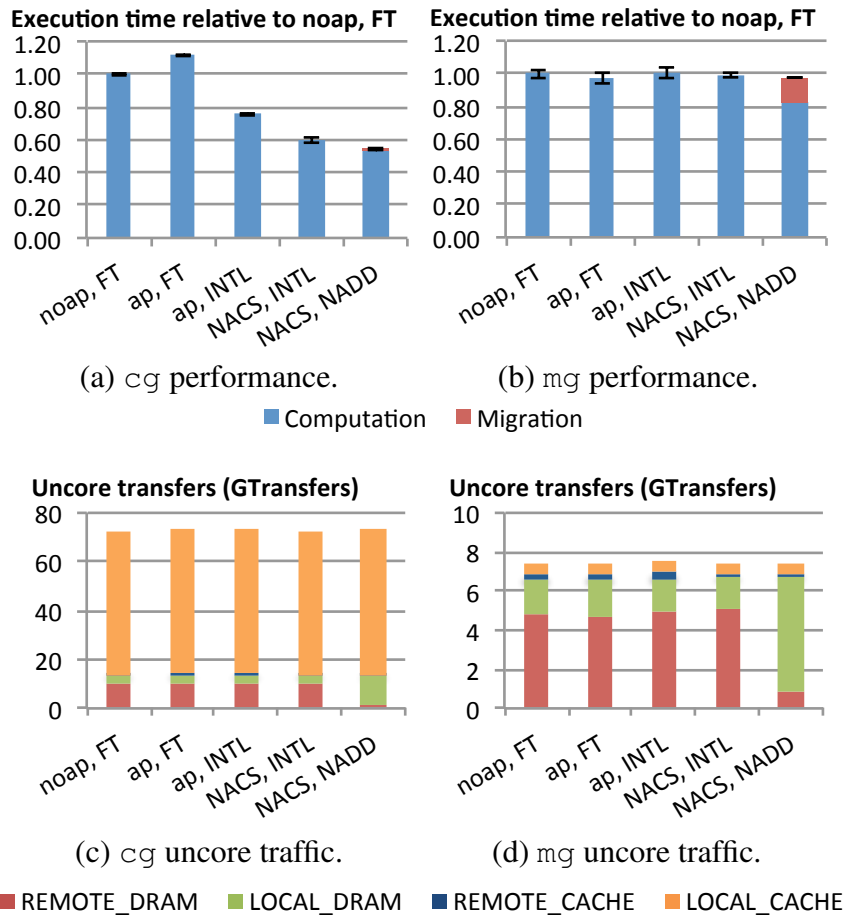 Execution time relative to noap, FT
1.20
1.00
0.80
0.60
0.40
0.20
0.00
noap, FT
ap, FT
ap, INTL
NACS, INTL
NACS, NADD
(a) cg performance.
Execution time relative to noap, FT
1.20
1.00
0.80
0.60
0.40
0.20
0.00
noap, FT
ap, FT
ap, INTL
NACS, INTL
NACS, NADD
(b) mg performance.
Computation Migration
Uncore transfers (GTransfers)
80
60
40
20
0
noap, FT
ap, FT
ap, INTL
NACS, INTL
NACS, NADD
(c) cg uncore traffic.
Uncore transfers (GTransfers)
10
8
6
4
2
0
noap, FT
ap, FT
ap, INTL
NACS, INTL
NACS, NADD
(d) mg uncore traffic.
REMOTE_DRAM LOCAL_DRAM REMOTE_CACHE LOCAL_CACHE